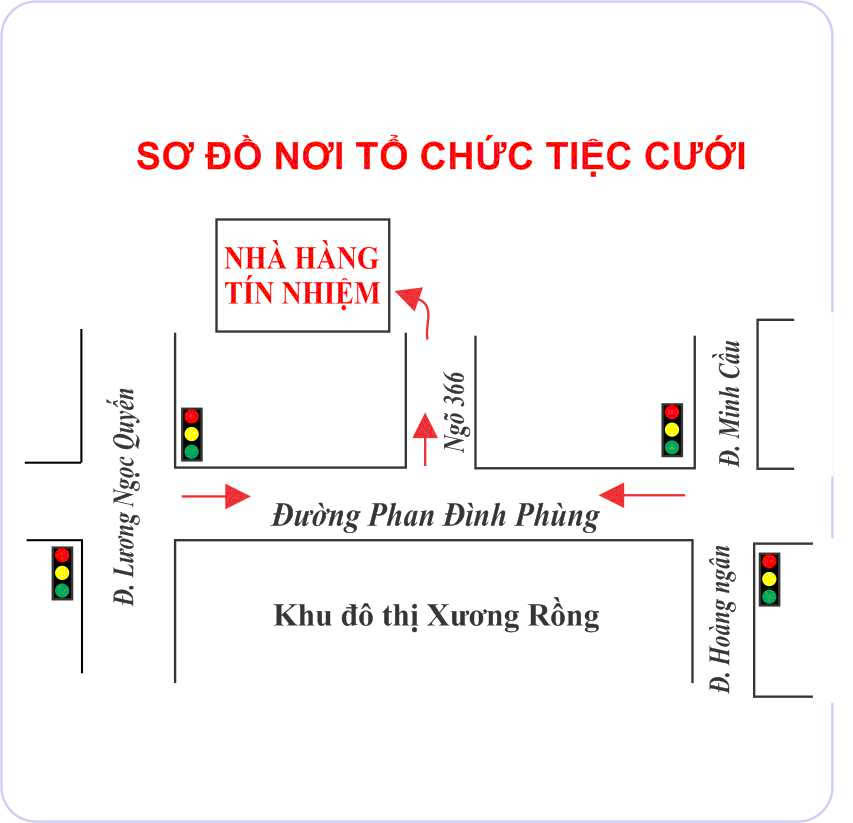 SƠ ĐỒ NƠI TỔ CHỨC TIỆC CƯỚI
NHÀ HÀNG
TÍN NHIỆM
Đ. Lương Ngọc Quyến
Ngõ 366
Đ. Minh Cầu
Đường Phan Đình Phùng
Khu đô thị Xương Rồng
Đ. Hoàng ngân